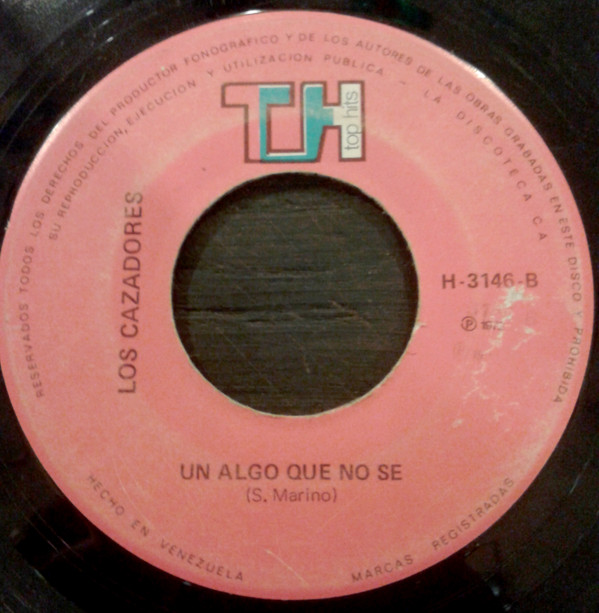 RESERVADOS TODOS LOS DERECHOS DEL PRODUCTOR FONOGRAFICO Y DE LOS AUTORES DE LAS OBRAS GRABADAS EN ESTE DISCO Y PROHIBIDA
SU REPRODUCCION, EJECUCION Y UTILIZACION PUBLICA - LA DISCOTECA C A
TH
top hits
LOS CAZADORES
H-3146-B
℗
UN ALGO QUE NO SE
(S. Marino)
HECHO EN VENEZUELA
MARCAS REGISTRADAS